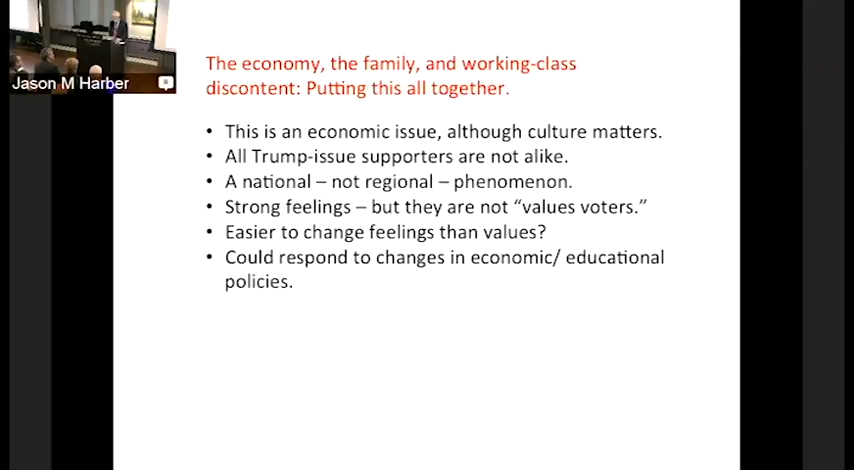 Jason M Harber
The economy, the family, and working-class
discontent: Putting this all together.
• This is an economic issue, although culture matters.
• All Trump-issue supporters are not alike.
• A national – not regional – phenomenon.
• Strong feelings – but they are not “values voters.”
• Easier to change feelings than values?
• Could respond to changes in economic/ educational
policies.